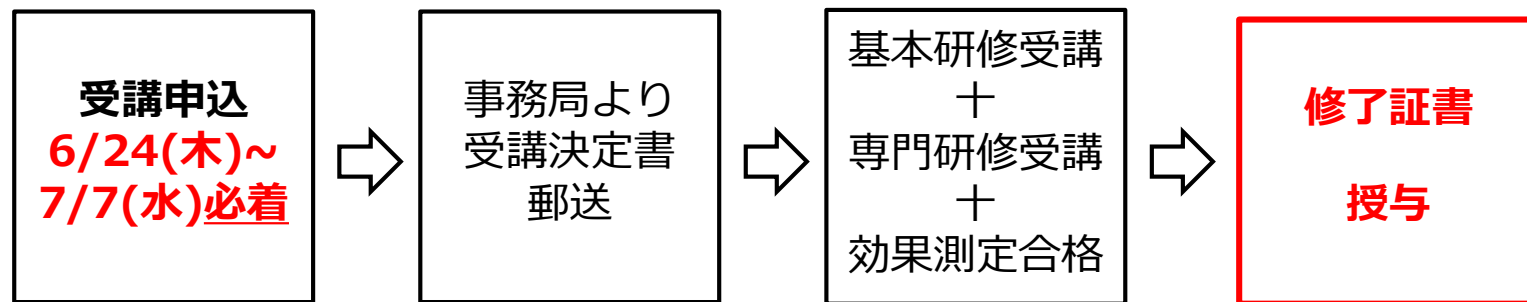 受講申込
6/24(木)~
7/7(水)必着
事務局より
受講決定書
郵送
基本研修受講
＋
専門研修受講
＋
効果測定合格
修了証書
授与